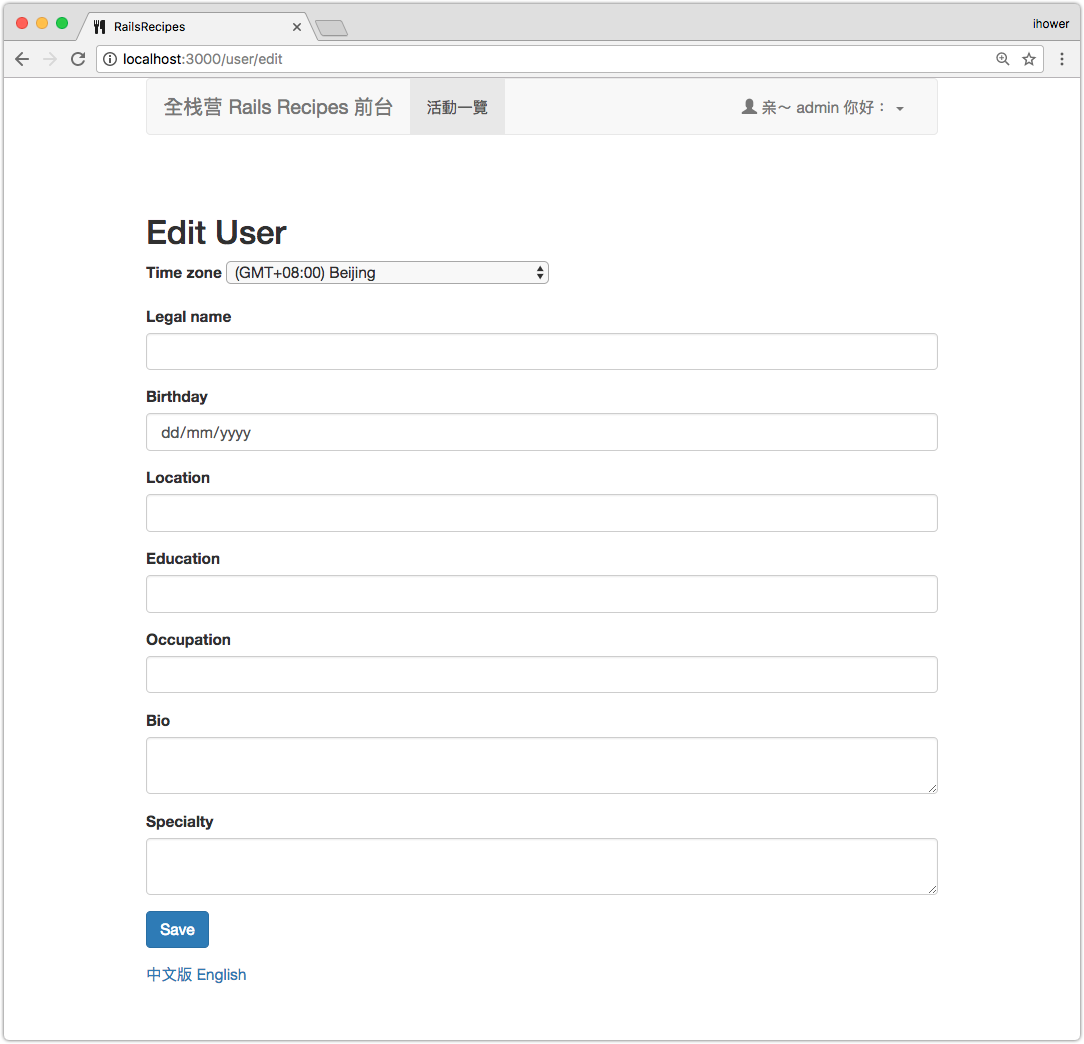 RailsRecipes
ihower
localhost:3000/user/edit
全栈营 Rails Recipes 前台 活動一覽 亲～ admin 你好：
Edit User
Time zone (GMT+08:00) Beijing
Legal name
Birthday
dd/mm/yyyy
Location
Education
Occupation
Bio
Specialty
Save
中文版 English